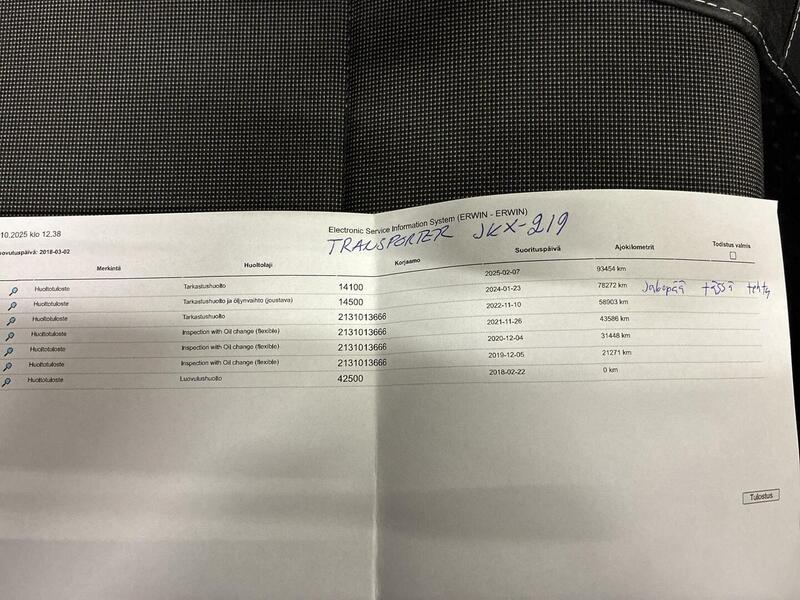 10.2025 klo 12.38
Electronic Service Information System (ERWIN - ERWIN)
TRANSPORTER JKX-219
ovutuspäivä: 2018-03-02
Merkintä Huoltolaji Korjaamo Suorituspäivä Ajokilometrit Todistus valmis
Huoltotuloste Tarkastushuolto 14100 2025-02-07 93454 km
Huoltotuloste Tarkastushuolto ja öljynvaihto (joustava) 14500 2024-01-23 78272 km Jakopää tässä tehty
Huoltotuloste Tarkastushuolto 2131013666 2022-11-10 58903 km
Huoltotuloste Inspection with Oil change (flexible) 2131013666 2021-11-26 43586 km
Huoltotuloste Inspection with Oil change (flexible) 2131013666 2020-12-04 31448 km
Huoltotuloste Inspection with Oil change (flexible) 2131013666 2019-12-05 21271 km
Huoltotuloste Luovutushuolto 42500 2018-02-22 0 km
Tulostus